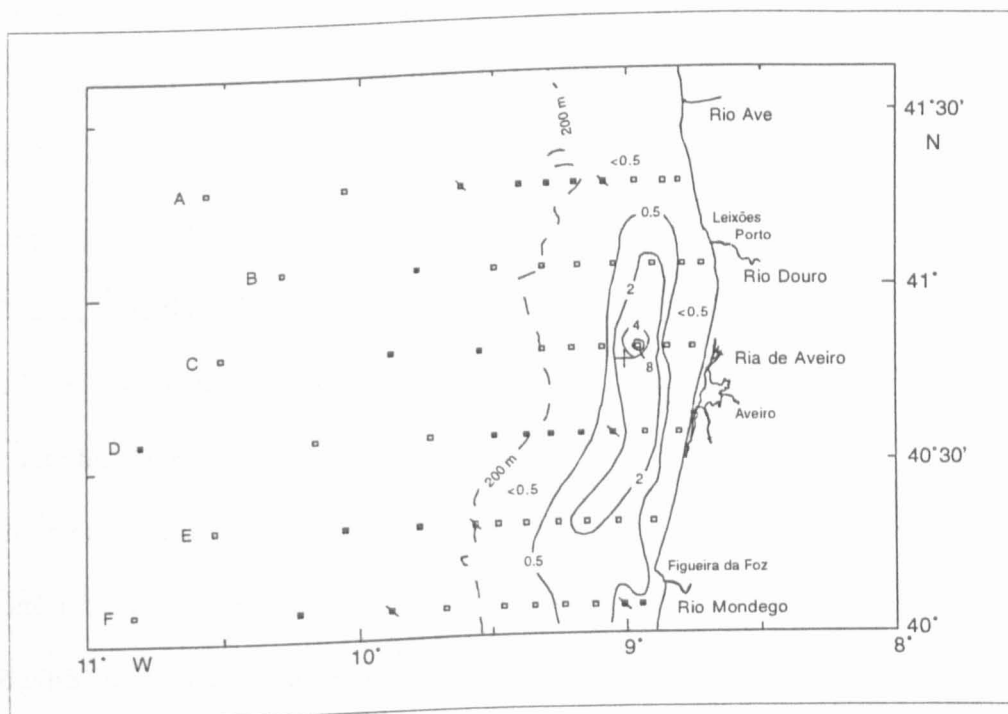 200 m
41°30'
Rio Ave
N
<0.5
A
0.5
Leixões
Porto
B
Rio Douro
41°
2
<0.5
4
C
8
Ria de Aveiro
Aveiro
D
40°30'
200 m
2
<0.5
E
0.5
Figueira da Foz
F
Rio Mondego
40°
11°
W
10°
9°
8°